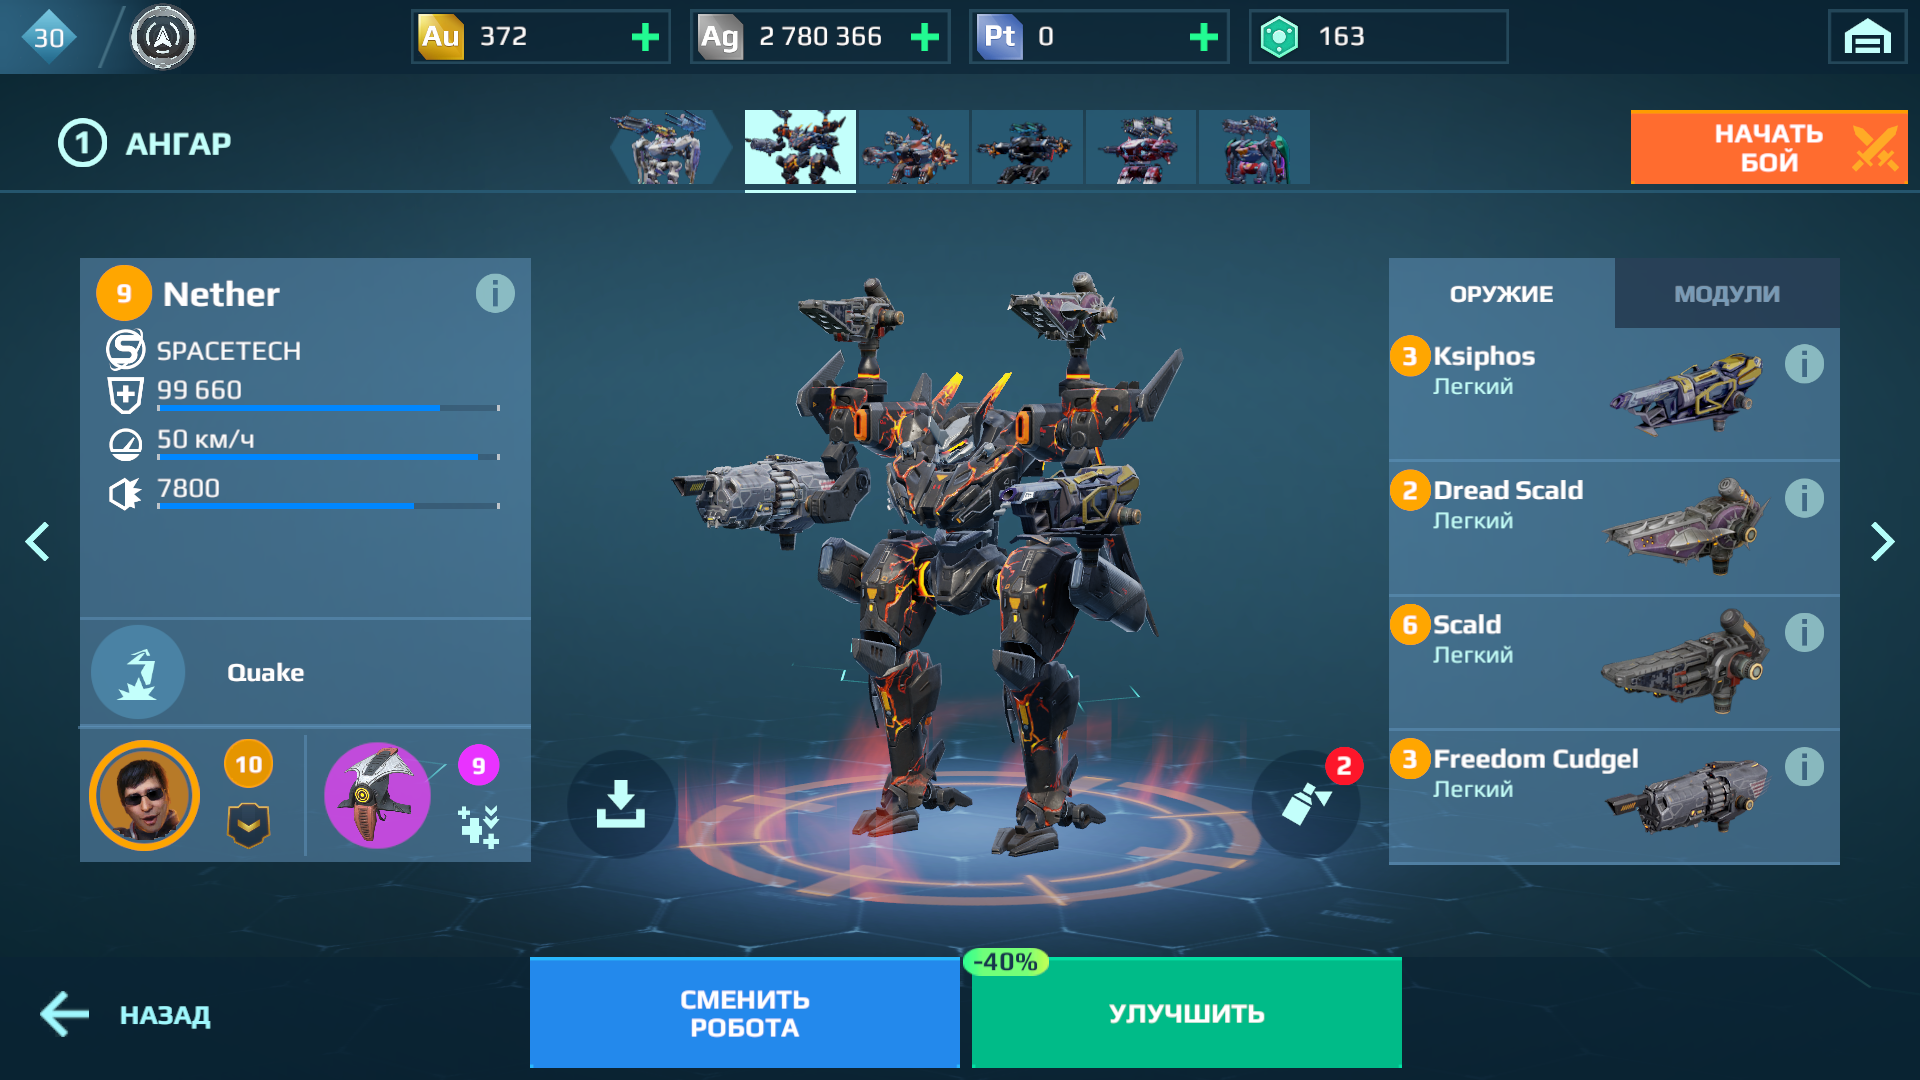 30
Au 372
Ag 2 780 366
Pt 0
163
1 АНГАР
НАЧАТЬ
БОЙ
9 Nether
SPACETECH
99 660
50 км/ч
7800
Quake
10
9
ОРУЖИЕ
МОДУЛИ
3 Ksiphos
Легкий
2 Dread Scald
Легкий
6 Scald
Легкий
3 Freedom Cudgel
Легкий
2
НАЗАД
СМЕНИТЬ
РОБОТА
-40%
УЛУЧШИТЬ